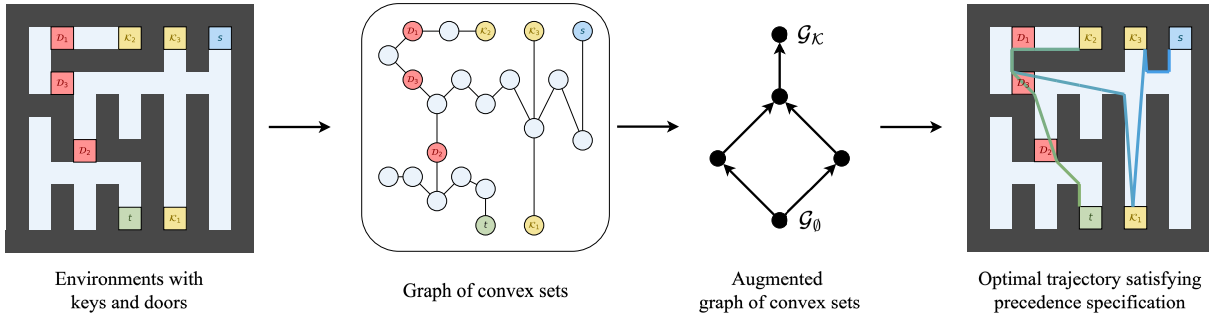 D₁ K₂ K₃ s
D₃
D₂
t K₁
D₁ K₂ K₃ s
D₃
D₂
t K₁
𝒢_𝒦
𝒢_∅
D₁ K₂ K₃ s
D₃
D₂
t K₁
Environments with
keys and doors
Graph of convex sets
Augmented
graph of convex sets
Optimal trajectory satisfying
precedence specification